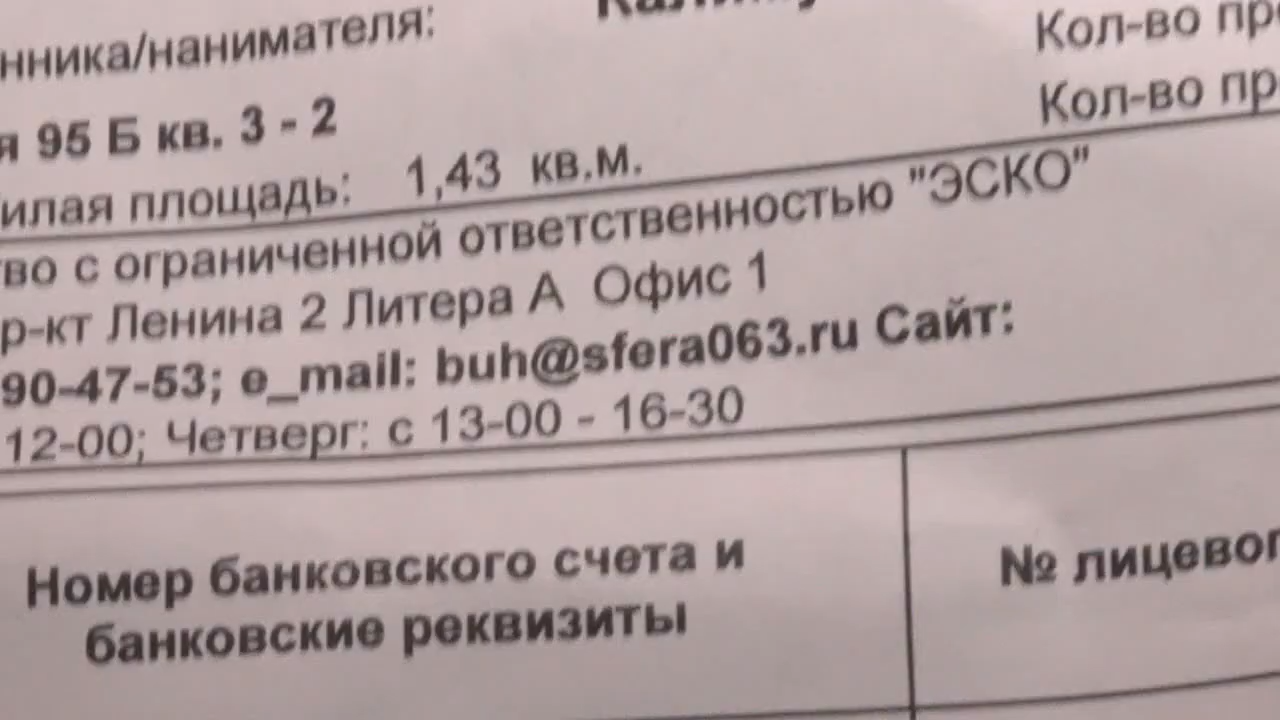 нника/нанимателя:
Кол-во пр
я 95 Б кв. 3 - 2
Кол-во пр
илая площадь: 1,43 кв.м.
во с ограниченной ответственностью "ЭСКО"
р-кт Ленина 2 Литера А Офис 1
90-47-53; e_mail: buh@sfera063.ru Сайт:
12-00; Четверг: с 13-00 - 16-30
Номер банковского счета и
банковские реквизиты
№ лицевог